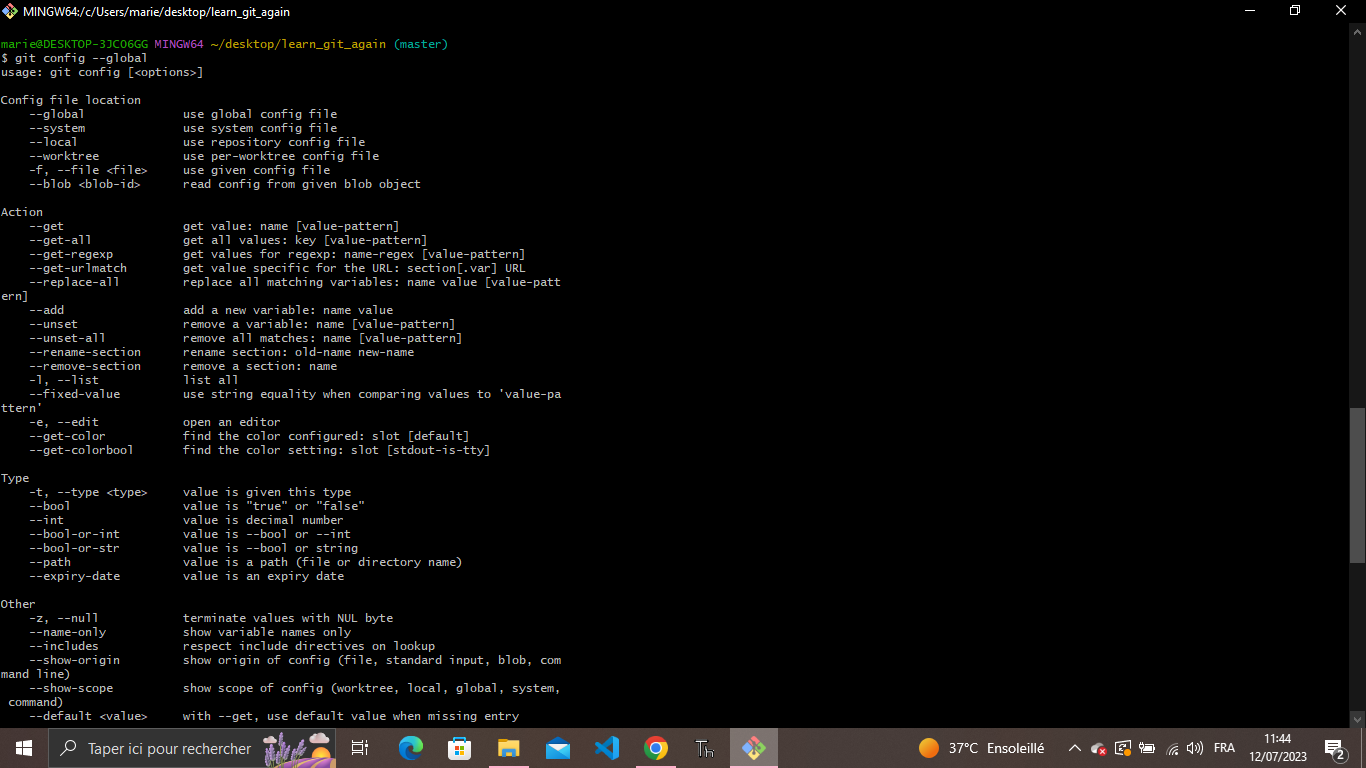 MINGW64:/c/Users/marie/desktop/learn_git_again
marie@DESKTOP-3JCO6GG MINGW64 ~/desktop/learn_git_again (master)
$ git config --global
usage: git config [<options>]
Config file location
--global use global config file
--system use system config file
--local use repository config file
--worktree use per-worktree config file
-f, --file <file> use given config file
--blob <blob-id> read config from given blob object
Action
--get get value: name [value-pattern]
--get-all get all values: key [value-pattern]
--get-regexp get values for regexp: name-regex [value-pattern]
--get-urlmatch get value specific for the URL: section[.var] URL
--replace-all replace all matching variables: name value [value-patt
ern]
--add add a new variable: name value
--unset remove a variable: name [value-pattern]
--unset-all remove all matches: name [value-pattern]
--rename-section rename section: old-name new-name
--remove-section remove a section: name
-l, --list list all
--fixed-value use string equality when comparing values to 'value-pa
ttern'
-e, --edit open an editor
--get-color find the color configured: slot [default]
--get-colorbool find the color setting: slot [stdout-is-tty]
Type
-t, --type <type> value is given this type
--bool value is "true" or "false"
--int value is decimal number
--bool-or-int value is --bool or --int
--bool-or-str value is --bool or string
--path value is a path (file or directory name)
--expiry-date value is an expiry date
Other
-z, --null terminate values with NUL byte
--name-only show variable names only
--includes respect include directives on lookup
--show-origin show origin of config (file, standard input, blob, com
mand line)
--show-scope show scope of config (worktree, local, global, system,
command)
--default <value> with --get, use default value when missing entry
Taper ici pour rechercher
Th
37°C Ensoleillé
FRA
11:44
12/07/2023
2